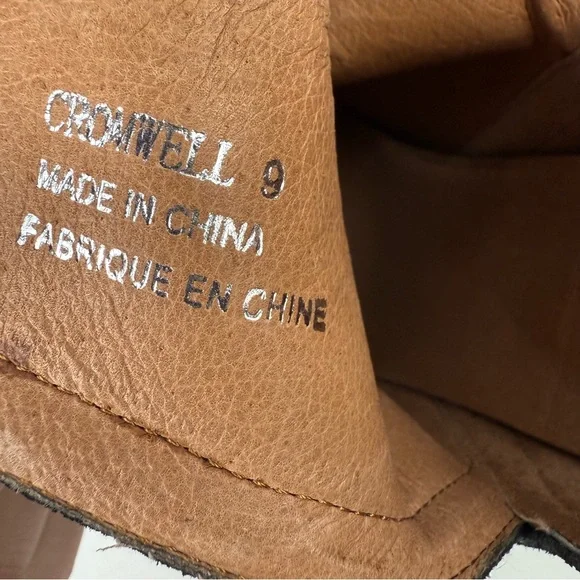 CROMWELL 9
MADE IN CHINA
FABRIQUE EN CHINE